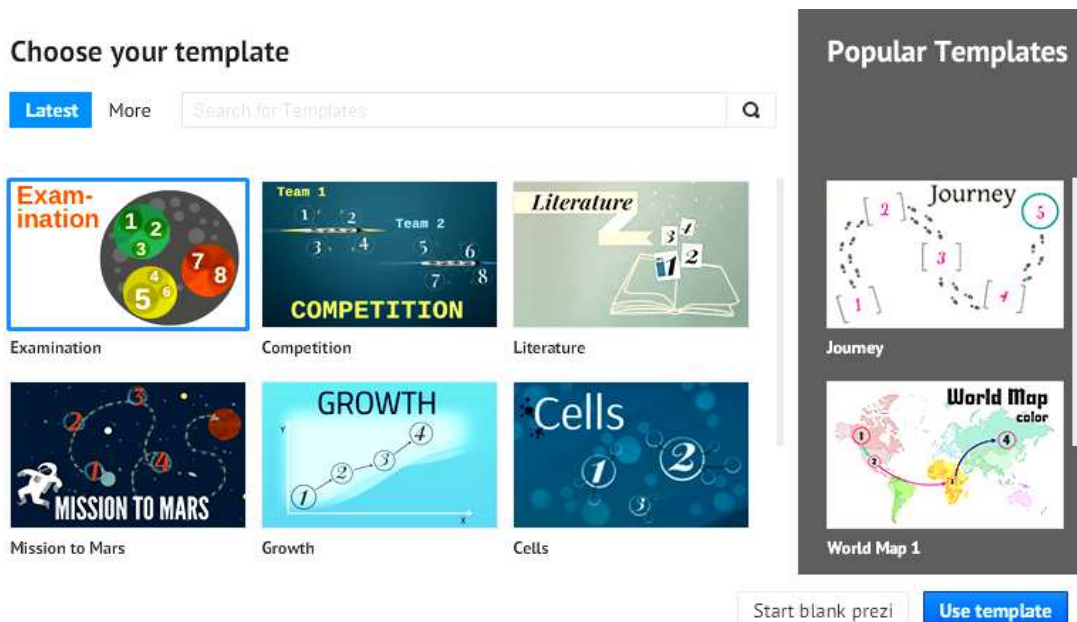 Choose your template
Popular Templates
Latest
More
Search for Templates
Exam-
ination
1
2
3
4
5
6
7
8
Examination
Team 1
1
2
3
4
Team 2
5
6
7
8
COMPETITION
Competition
Literature
3
4
1
2
Literature
Journey
1
2
3
4
5
Journey
1
2
3
4
MISSION TO MARS
Mission to Mars
GROWTH
Y
1
2
3
4
X
Growth
Cells
1
2
3
Cells
World Map
color
1
2
3
4
World Map 1
Start blank prezi
Use template